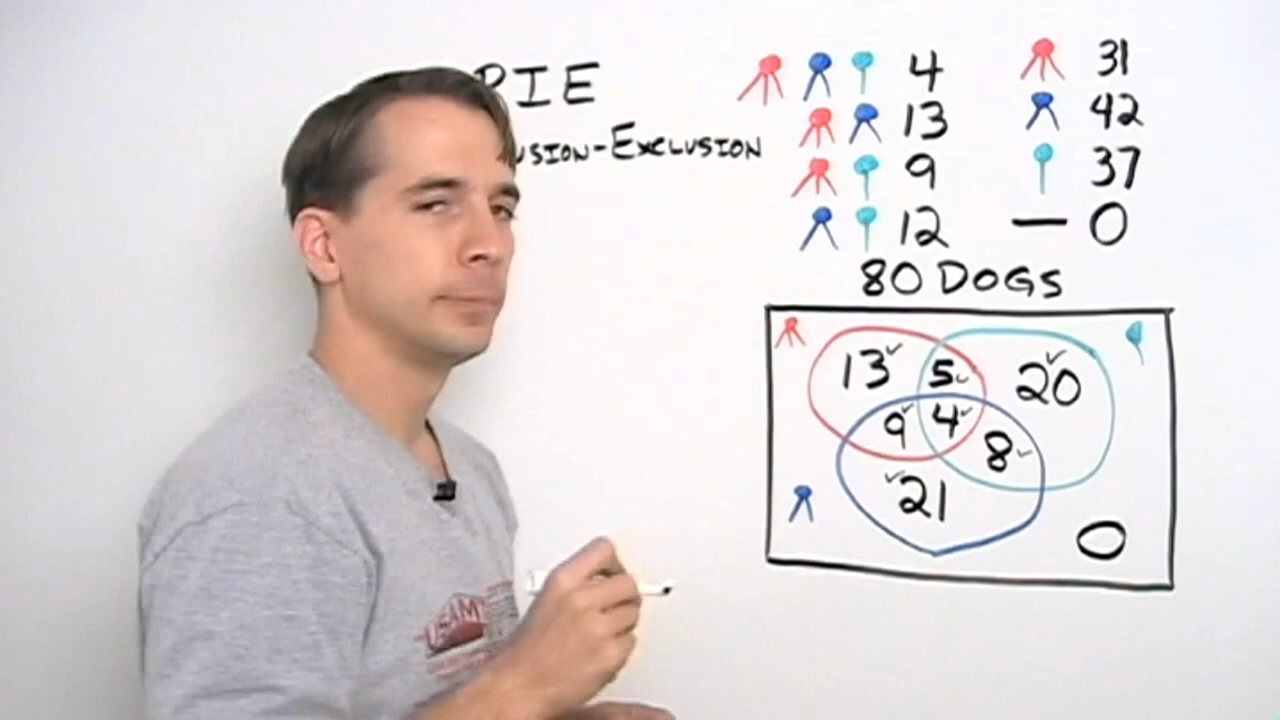 PIE
USION-EXCLUSION
4
13
9
12
31
42
37
— 0
80 DOGS
13 5 20
9 4 8
21
0